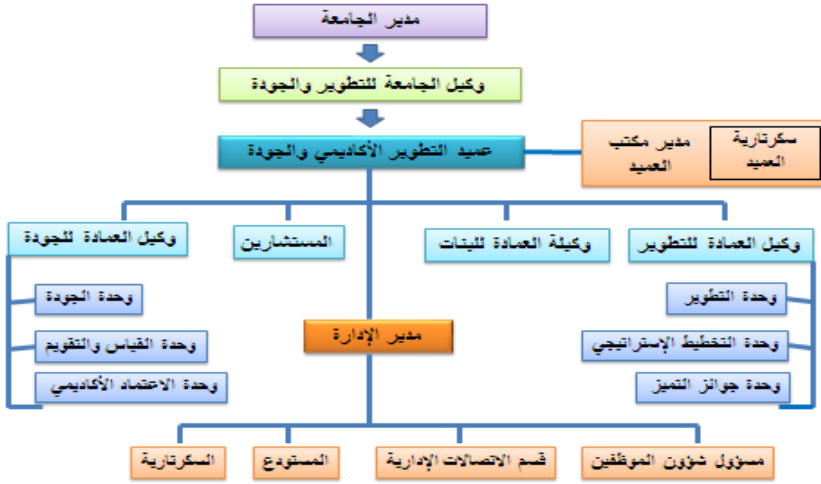 مدير الجامعة
وكيل الجامعة للتطوير والجودة
عميد التطوير الأكاديمي والجودة
سكرتارية
العميد
مدير مكتب
العميد
وكيل العمادة للتطوير
وكيلة العمادة للبنات
المستشارين
وكيل العمادة للجودة
وحدة التطوير
وحدة التخطيط الإستراتيجي
وحدة جوائز التميز
وحدة الجودة
وحدة القياس والتقويم
وحدة الاعتماد الأكاديمي
مدير الإدارة
مسؤول شؤون الموظفين
قسم الاتصالات الإدارية
المستودع
السكرتارية